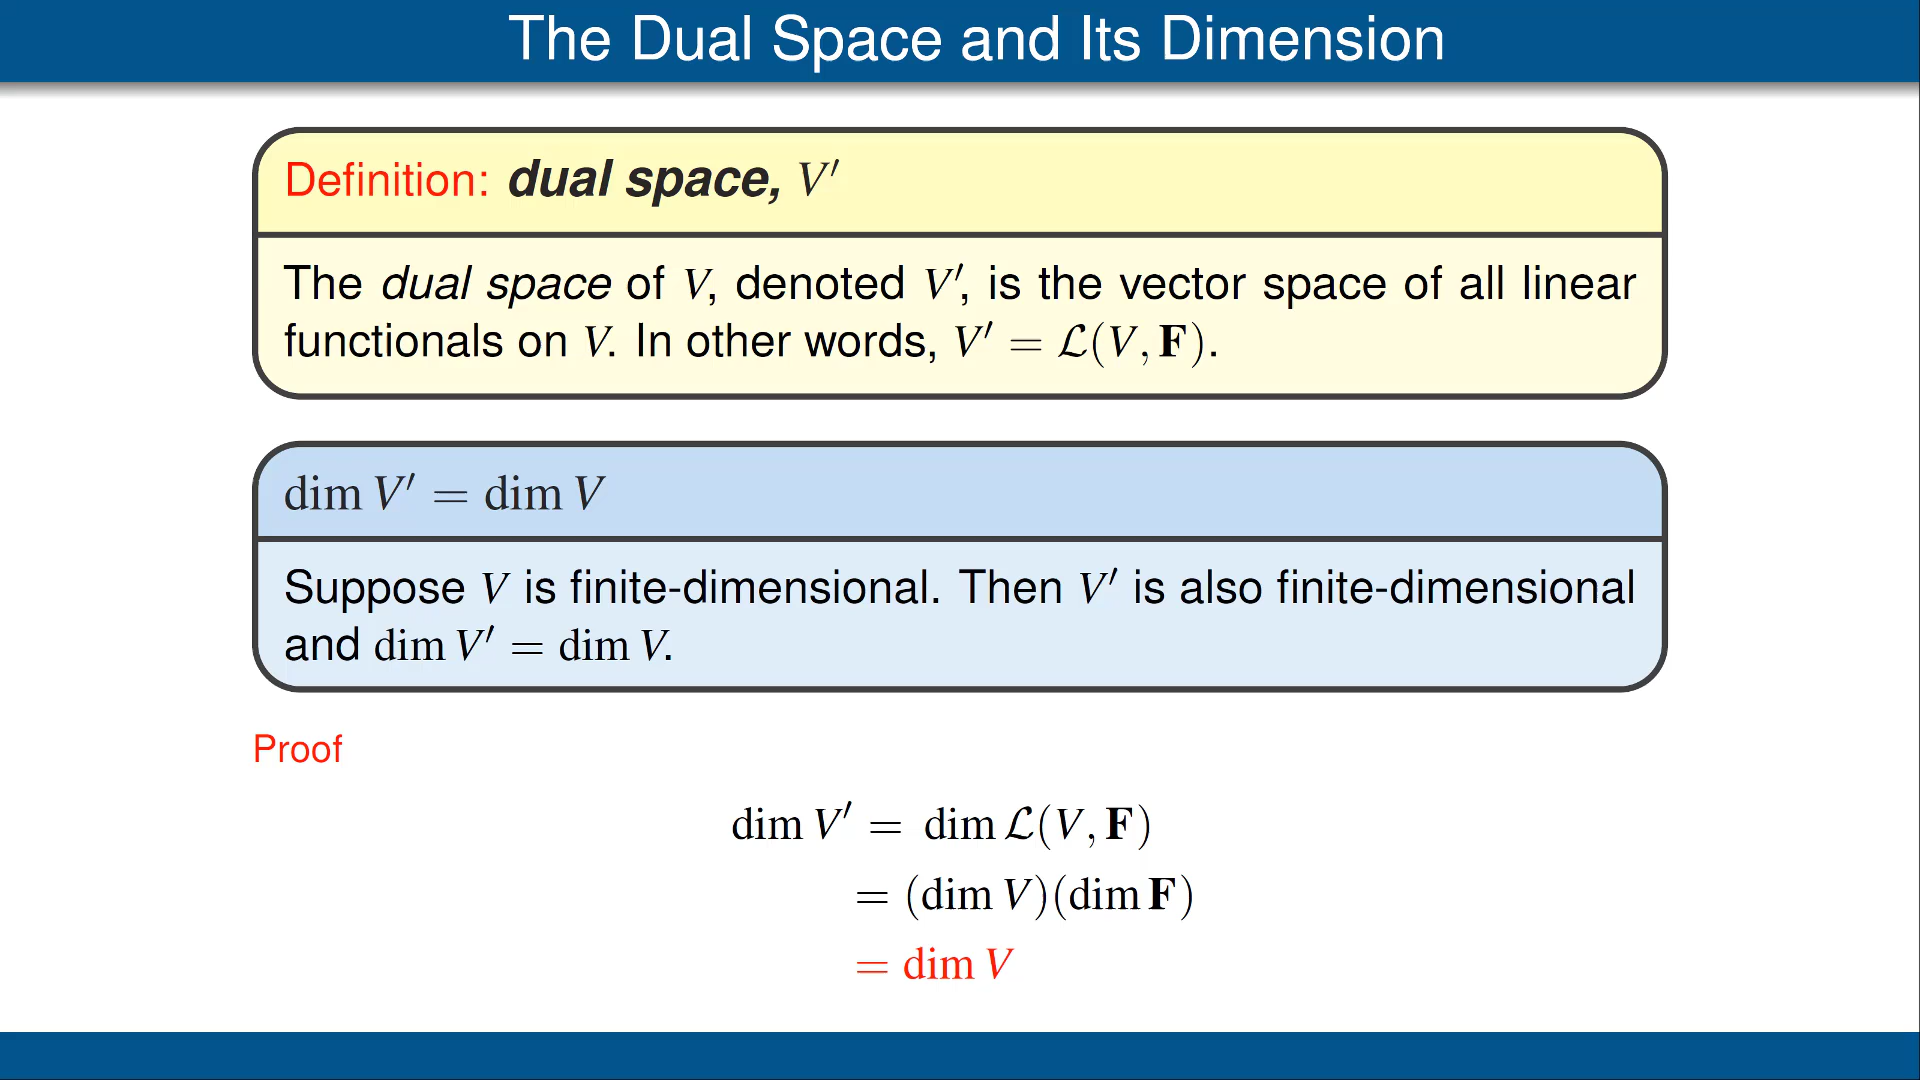 The Dual Space and Its Dimension
Definition: dual space, V′
The dual space of V, denoted V′, is the vector space of all linear
functionals on V. In other words, V′ = ℒ(V, F).
dim V′ = dim V
Suppose V is finite-dimensional. Then V′ is also finite-dimensional
and dim V′ = dim V.
Proof
dim V′ = dim ℒ(V, F)
= (dim V)(dim F)
= dim V